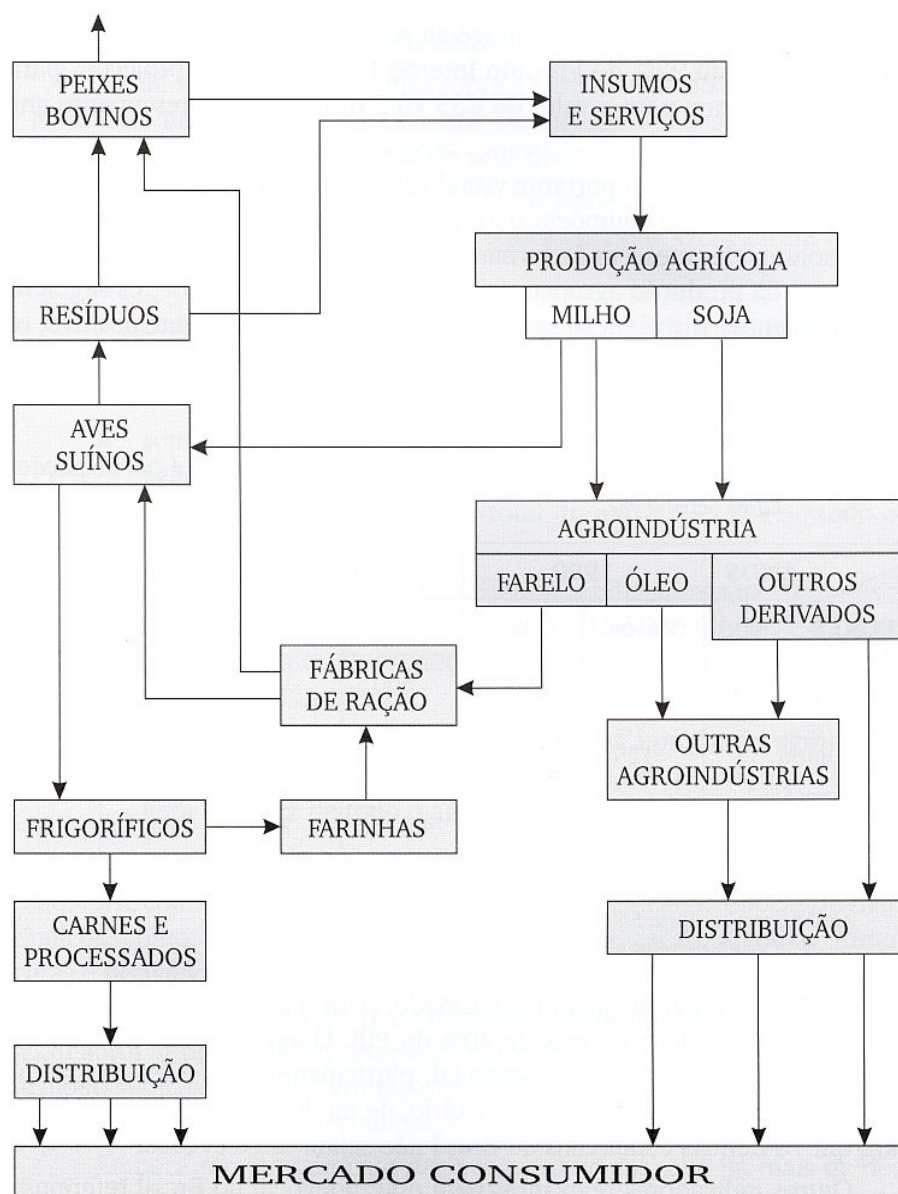 PEIXES
BOVINOS
INSUMOS
E SERVIÇOS
PRODUÇÃO AGRÍCOLA
MILHO
SOJA
RESÍDUOS
AVES
SUÍNOS
AGROINDÚSTRIA
FARELO
ÓLEO
OUTROS
DERIVADOS
FÁBRICAS
DE RAÇÃO
OUTRAS
AGROINDÚSTRIAS
FRIGORÍFICOS
FARINHAS
CARNES E
PROCESSADOS
DISTRIBUIÇÃO
DISTRIBUIÇÃO
MERCADO CONSUMIDOR